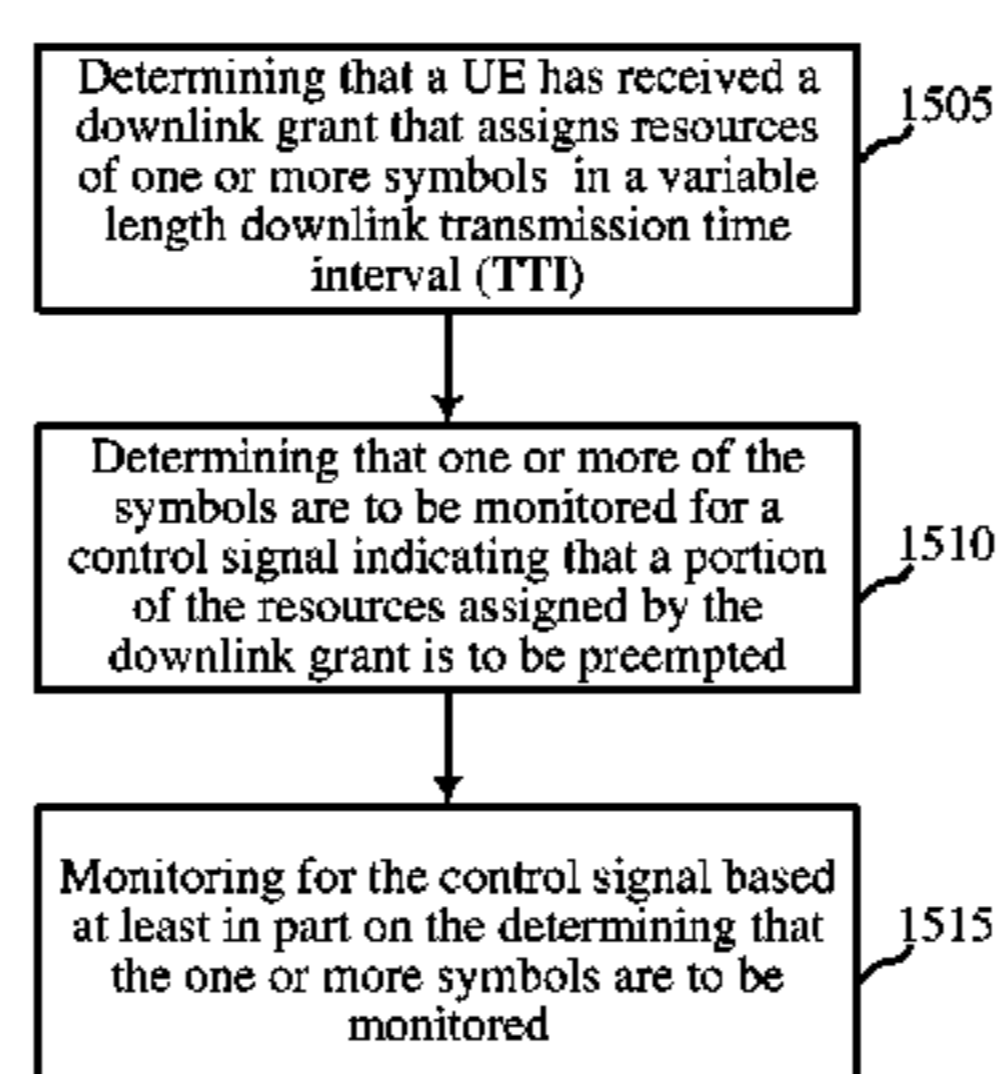 Determining that a UE has received a
downlink grant that assigns resources
of one or more symbols in a variable
length downlink transmission time
interval (TTI)
1505
Determining that one or more of the
symbols are to be monitored for a
control signal indicating that a portion
of the resources assigned by the
downlink grant is to be preempted
1510
Monitoring for the control signal based
at least in part on the determining that
the one or more symbols are to be
monitored
1515